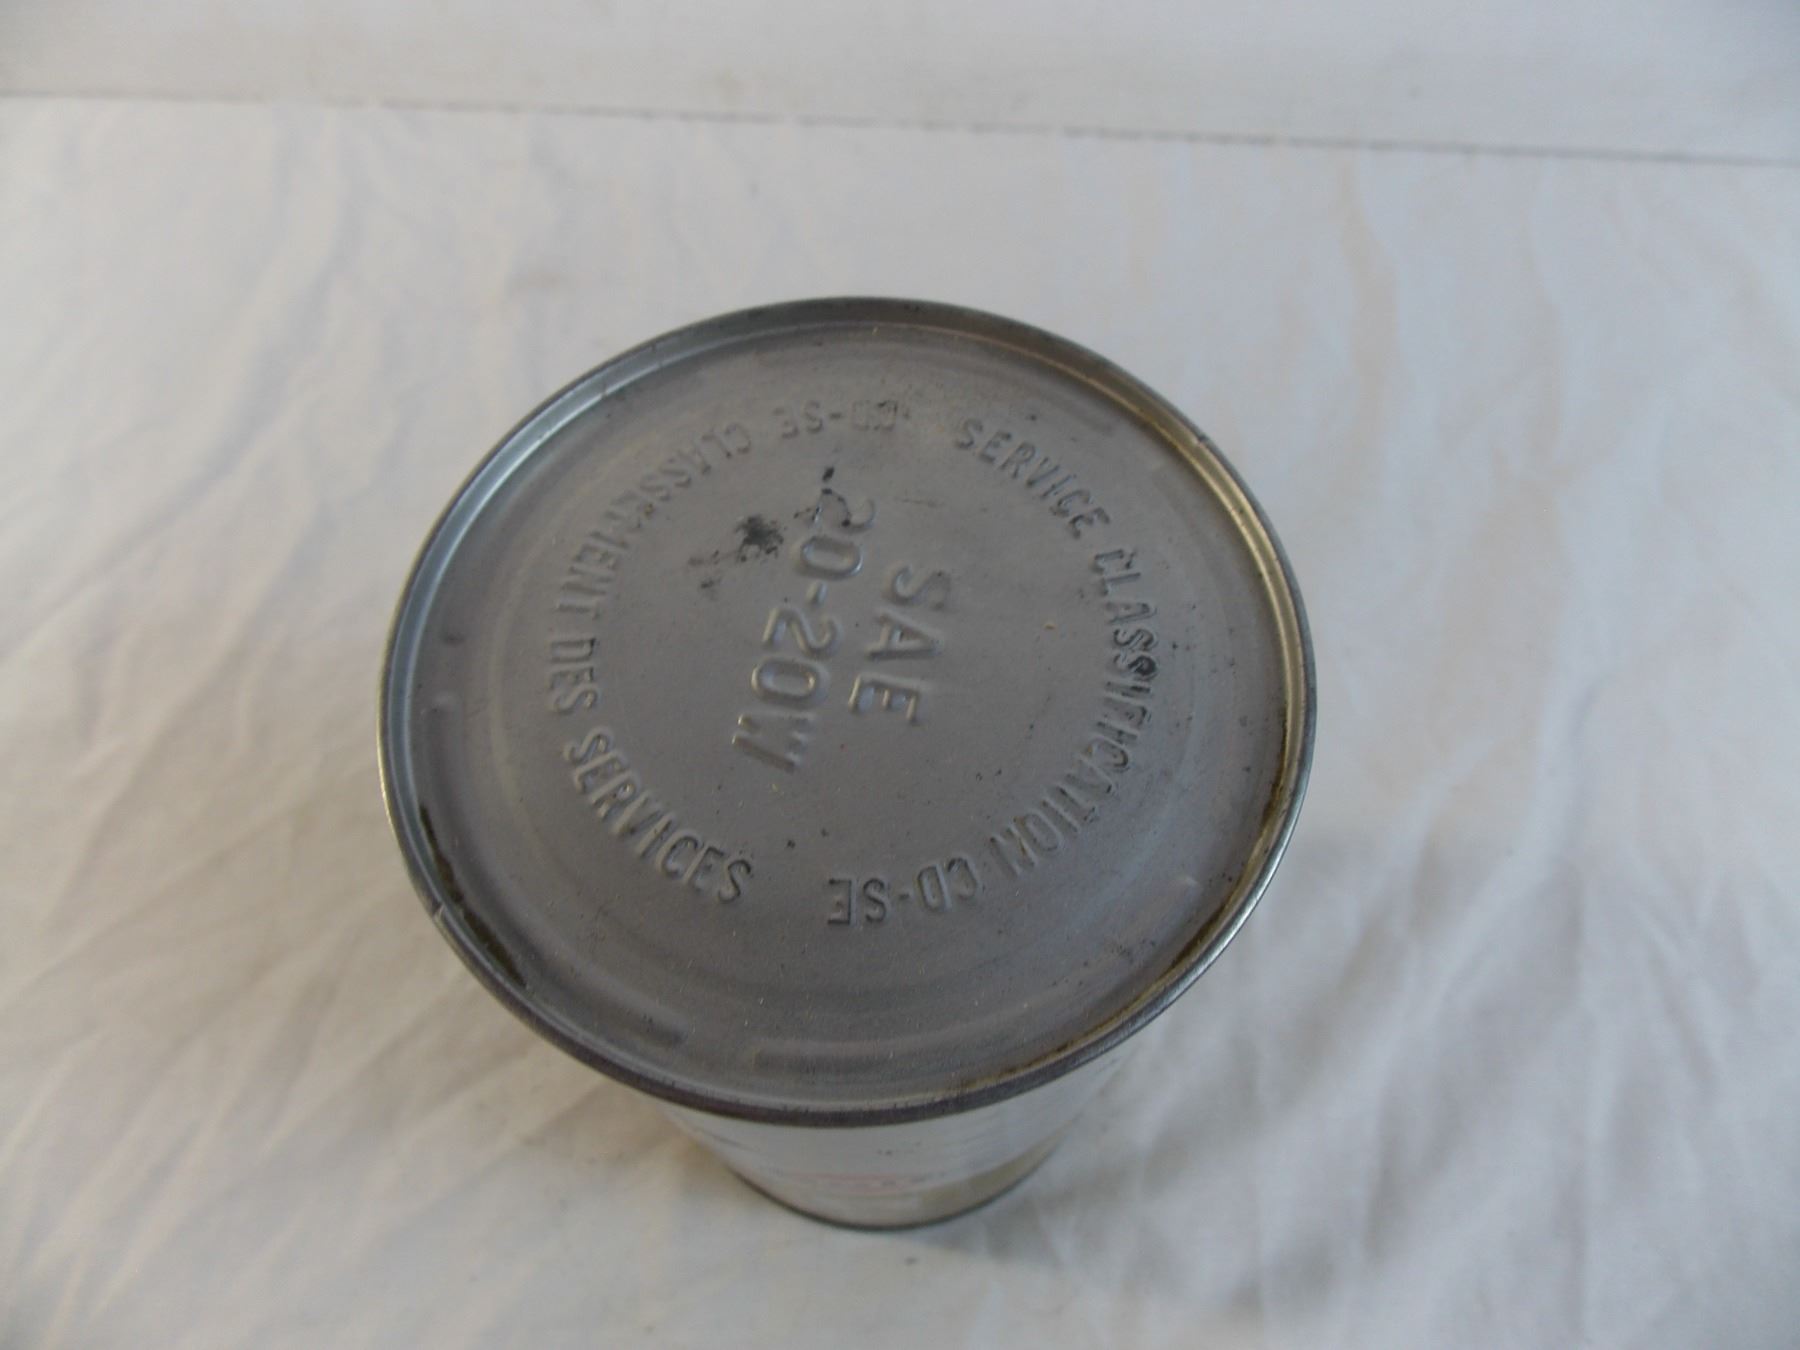 SAE
20-20W
SERVICE CLASSIFICATION CD-SE
CLASSEMENT DES SERVICES
CD-SE